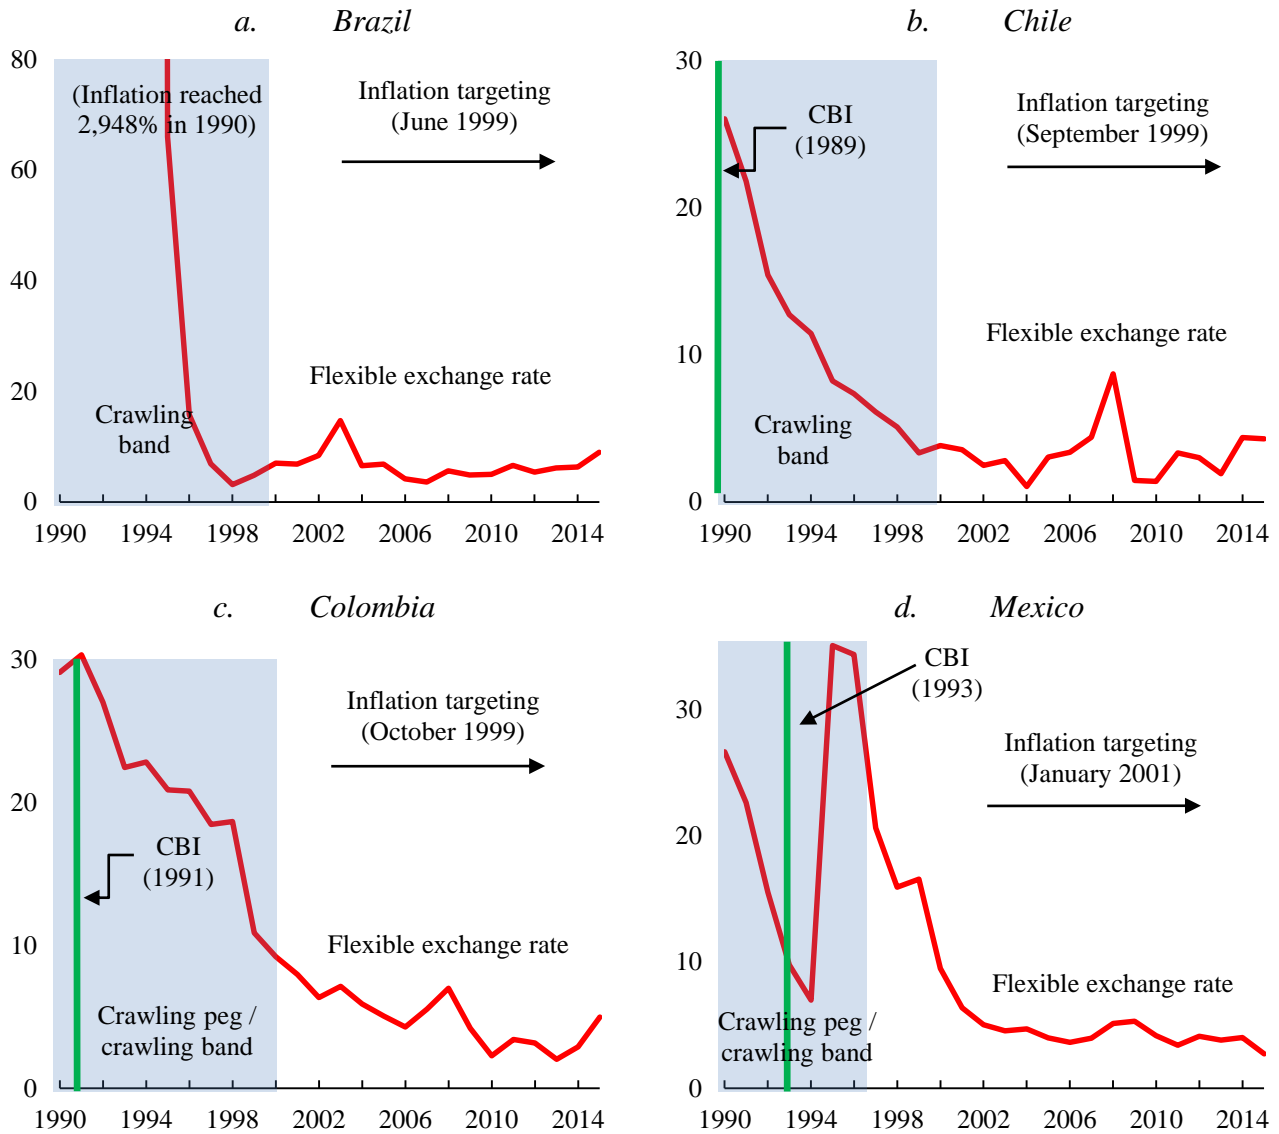 a. Brazil
80
60
40
20
0
(Inflation reached
2,948% in 1990)
Inflation targeting
(June 1999)
Flexible exchange rate
Crawling
band
1990 1994 1998 2002 2006 2010 2014
b. Chile
30
20
10
0
CBI
(1989)
Inflation targeting
(September 1999)
Flexible exchange rate
Crawling
band
1990 1994 1998 2002 2006 2010 2014
c. Colombia
30
20
10
0
Inflation targeting
(October 1999)
CBI
(1991)
Flexible exchange rate
Crawling peg /
crawling band
1990 1994 1998 2002 2006 2010 2014
d. Mexico
30
20
10
0
CBI
(1993)
Inflation targeting
(January 2001)
Flexible exchange rate
Crawling peg /
crawling band
1990 1994 1998 2002 2006 2010 2014